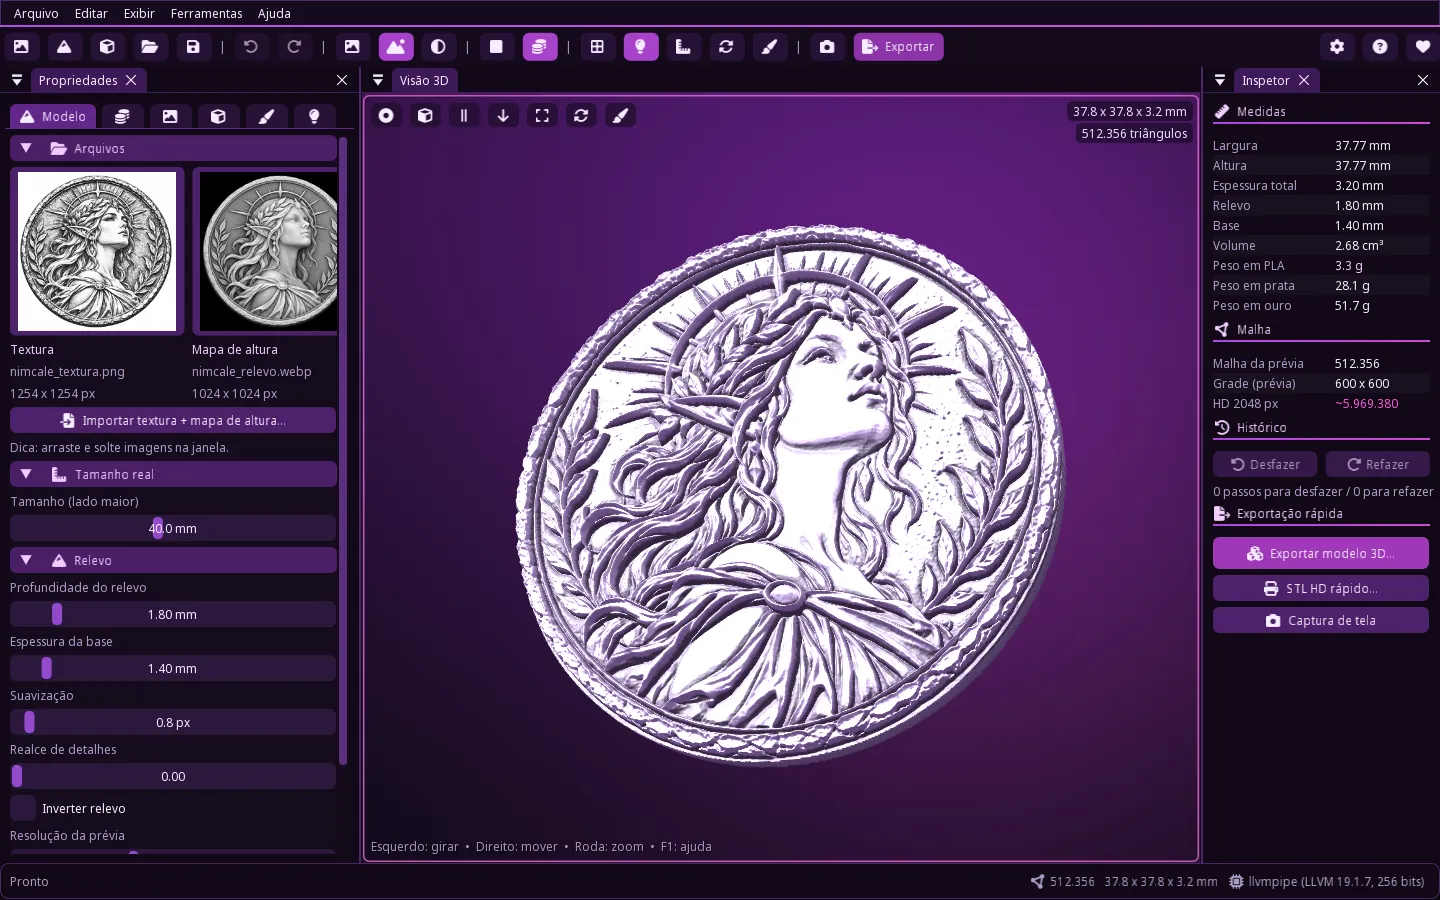 Arquivo Editar Exibir Ferramentas Ajuda
Exportar
Propriedades
Visão 3D
Inspetor
Modelo
Arquivos
Textura
nimcale_textura.png
1254 x 1254 px
Mapa de altura
nimcale_relevo.webp
1024 x 1024 px
Importar textura + mapa de altura...
Dica: arraste e solte imagens na janela.
Tamanho real
Tamanho (lado maior)
40.0 mm
Relevo
Profundidade do relevo
1.80 mm
Espessura da base
1.40 mm
Suavização
0.8 px
Realce de detalhes
0.00
Inverter relevo
Resolução da prévia
37.8 x 37.8 x 3.2 mm
512.356 triângulos
Esquerdo: girar • Direito: mover • Roda: zoom • F1: ajuda
Medidas
Largura 37.77 mm
Altura 37.77 mm
Espessura total 3.20 mm
Relevo 1.80 mm
Base 1.40 mm
Volume 2.68 cm³
Peso em PLA 3.3 g
Peso em prata 28.1 g
Peso em ouro 51.7 g
Malha
Malha da prévia 512.356
Grade (prévia) 600 x 600
HD 2048 px ~5.969.380
Histórico
Desfazer Refazer
0 passos para desfazer / 0 para refazer
Exportação rápida
Exportar modelo 3D...
STL HD rápido...
Captura de tela
Pronto
512.356 37.8 x 37.8 x 3.2 mm llvmpipe (LLVM 19.1.7, 256 bits)